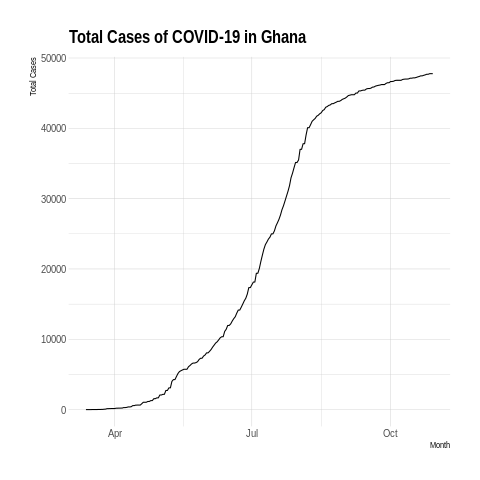 Total Cases of COVID-19 in Ghana
Total Cases
50000
40000
30000
20000
10000
0
Apr Jul Oct
Month